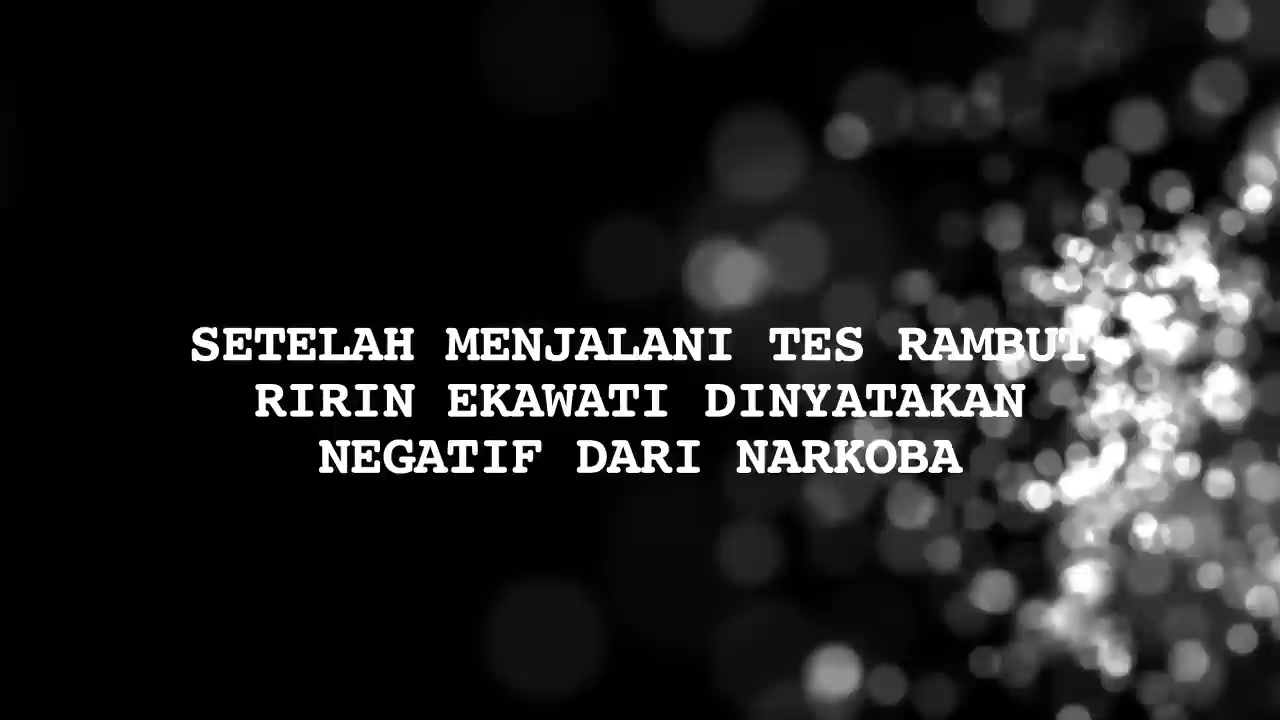 SETELAH MENJALANI TES RAMBUT
RIRIN EKAWATI DINYATAKAN
NEGATIF DARI NARKOBA